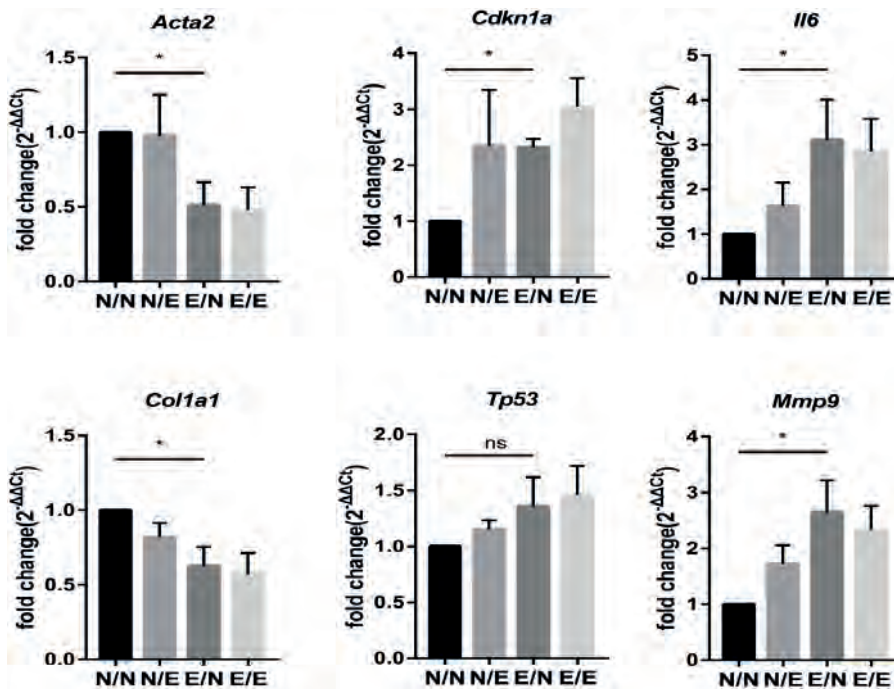 Acta2
fold change(2-ΔΔCt)
1.5
1.0
0.5
0.0
*
N/N N/E E/N E/E
Cdkn1a
fold change(2-ΔΔCt)
4
3
2
1
0
*
N/N N/E E/N E/E
Il6
fold change(2-ΔΔCt)
5
4
3
2
1
0
*
N/N N/E E/N E/E
Col1a1
fold change(2-ΔΔCt)
1.5
1.0
0.5
0.0
*
N/N N/E E/N E/E
Tp53
fold change(2-ΔΔCt)
2.0
1.5
1.0
0.5
0.0
ns
N/N N/E E/N E/E
Mmp9
fold change(2-ΔΔCt)
4
3
2
1
0
*
N/N N/E E/N E/E